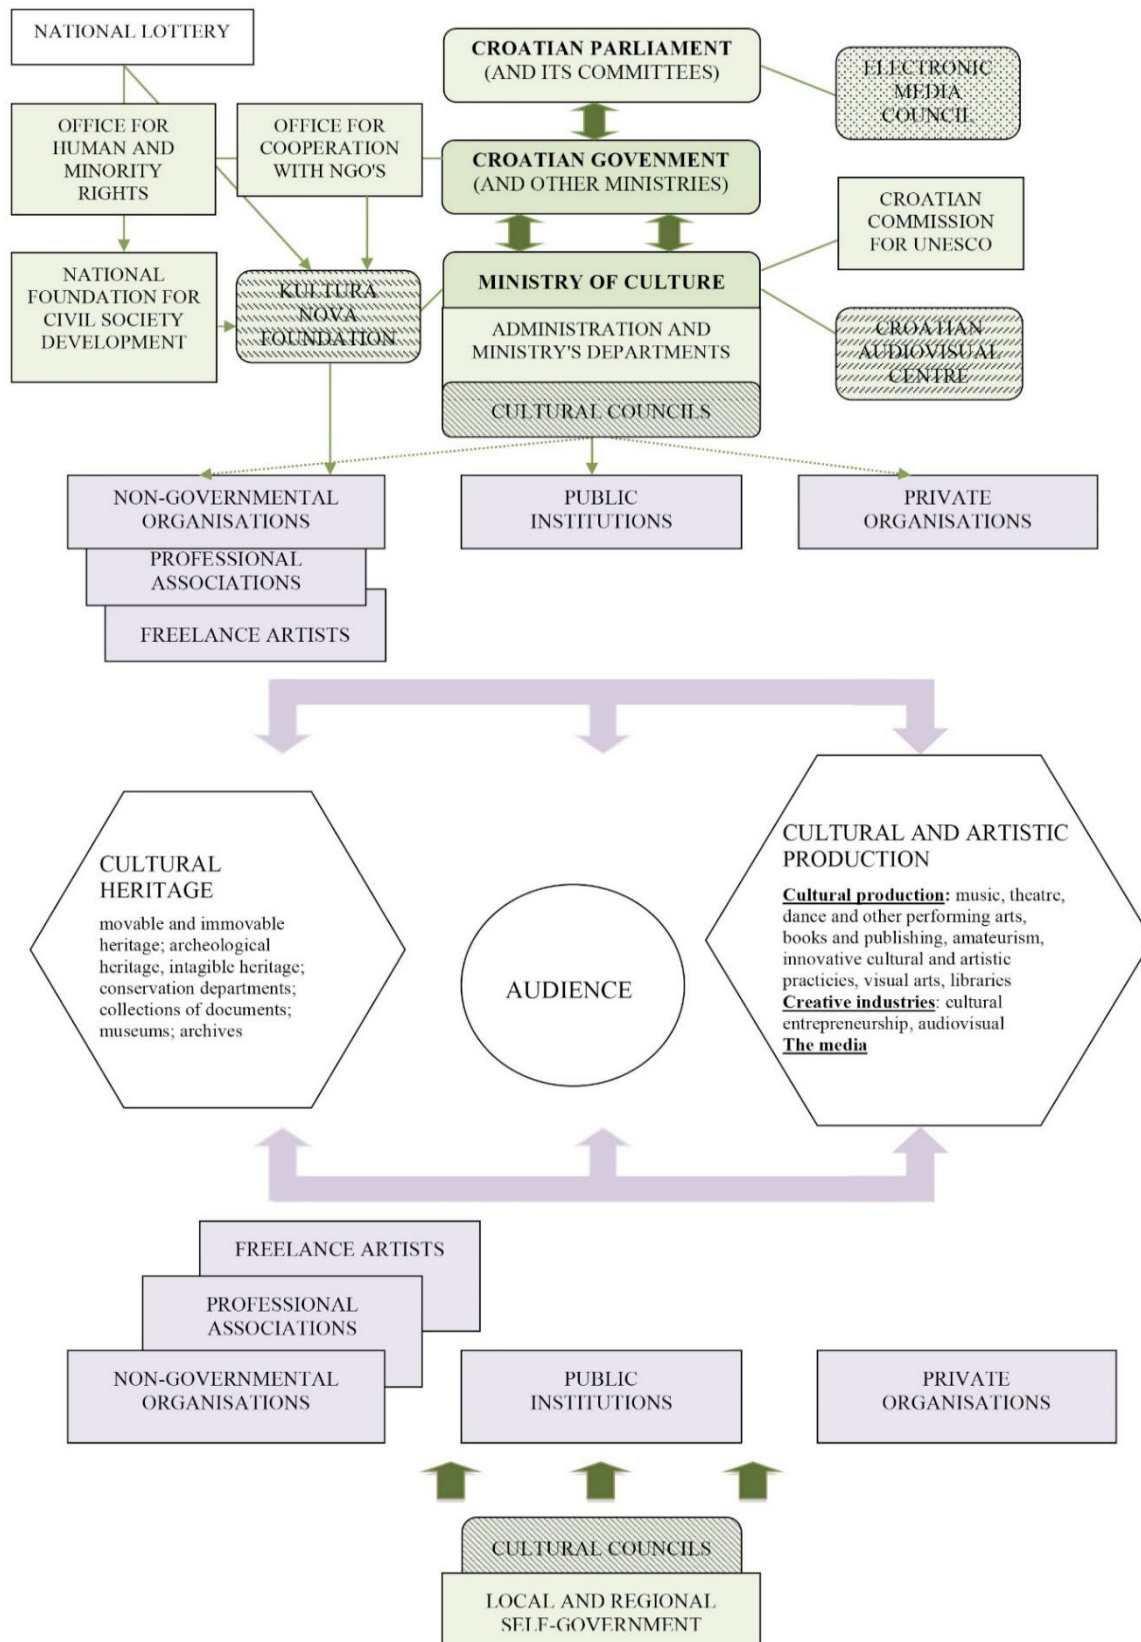 NATIONAL LOTTERY
CROATIAN PARLIAMENT
(AND ITS COMMITTEES)
ELECTRONIC
MEDIA
COUNCIL
OFFICE FOR
HUMAN AND
MINORITY
RIGHTS
OFFICE FOR
COOPERATION
WITH NGO'S
CROATIAN GOVENMENT
(AND OTHER MINISTRIES)
CROATIAN
COMMISSION
FOR UNESCO
NATIONAL
FOUNDATION FOR
CIVIL SOCIETY
DEVELOPMENT
KULTURA
NOVA
FOUNDATION
MINISTRY OF CULTURE
ADMINISTRATION AND
MINISTRY'S DEPARTMENTS
CULTURAL COUNCILS
CROATIAN
AUDIOVISUAL
CENTRE
NON-GOVERNMENTAL
ORGANISATIONS
PUBLIC
INSTITUTIONS
PRIVATE
ORGANISATIONS
PROFESSIONAL
ASSOCIATIONS
FREELANCE ARTISTS
CULTURAL
HERITAGE
movable and immovable
heritage; archeological
heritage, intagible heritage;
conservation departments;
collections of documents;
museums; archives
AUDIENCE
CULTURAL AND ARTISTIC
PRODUCTION
Cultural production: music, theatre,
dance and other performing arts,
books and publishing, amateurism,
innovative cultural and artistic
practicies, visual arts, libraries
Creative industries: cultural
entrepreneurship, audiovisual
The media
FREELANCE ARTISTS
PROFESSIONAL
ASSOCIATIONS
NON-GOVERNMENTAL
ORGANISATIONS
PUBLIC
INSTITUTIONS
PRIVATE
ORGANISATIONS
CULTURAL COUNCILS
LOCAL AND REGIONAL
SELF-GOVERNMENT